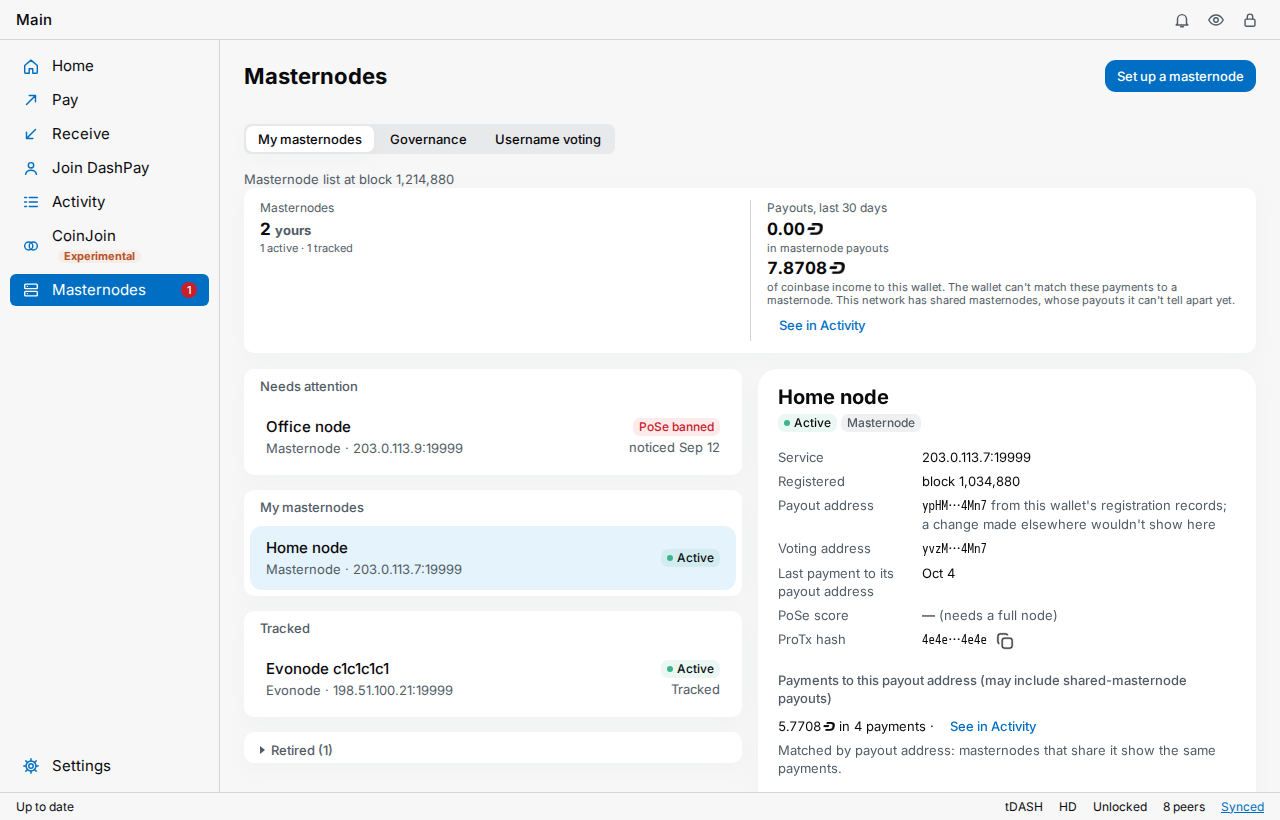 Main
Home
Pay
Receive
Join DashPay
Activity
CoinJoin
Experimental
Masternodes 1
Settings
Masternodes
Set up a masternode
My masternodes Governance Username voting
Masternode list at block 1,214,880
Masternodes
2 yours
1 active · 1 tracked
Payouts, last 30 days
0.00
in masternode payouts
7.8708
of coinbase income to this wallet. The wallet can't match these payments to a
masternode. This network has shared masternodes, whose payouts it can't tell apart yet.
See in Activity
Needs attention
Office node PoSe banned
Masternode · 203.0.113.9:19999 noticed Sep 12
My masternodes
Home node Active
Masternode · 203.0.113.7:19999
Tracked
Evonode c1c1c1c1 Active
Evonode · 198.51.100.21:19999 Tracked
Retired (1)
Home node
Active Masternode
Service 203.0.113.7:19999
Registered block 1,034,880
Payout address ypHM⋯4Mn7 from this wallet's registration records;
a change made elsewhere wouldn't show here
Voting address yvzM⋯4Mn7
Last payment to its Oct 4
payout address
PoSe score — (needs a full node)
ProTx hash 4e4e⋯4e4e
Payments to this payout address (may include shared-masternode
payouts)
5.7708 in 4 payments · See in Activity
Matched by payout address: masternodes that share it show the same
payments.
Up to date tDASH HD Unlocked 8 peers Synced